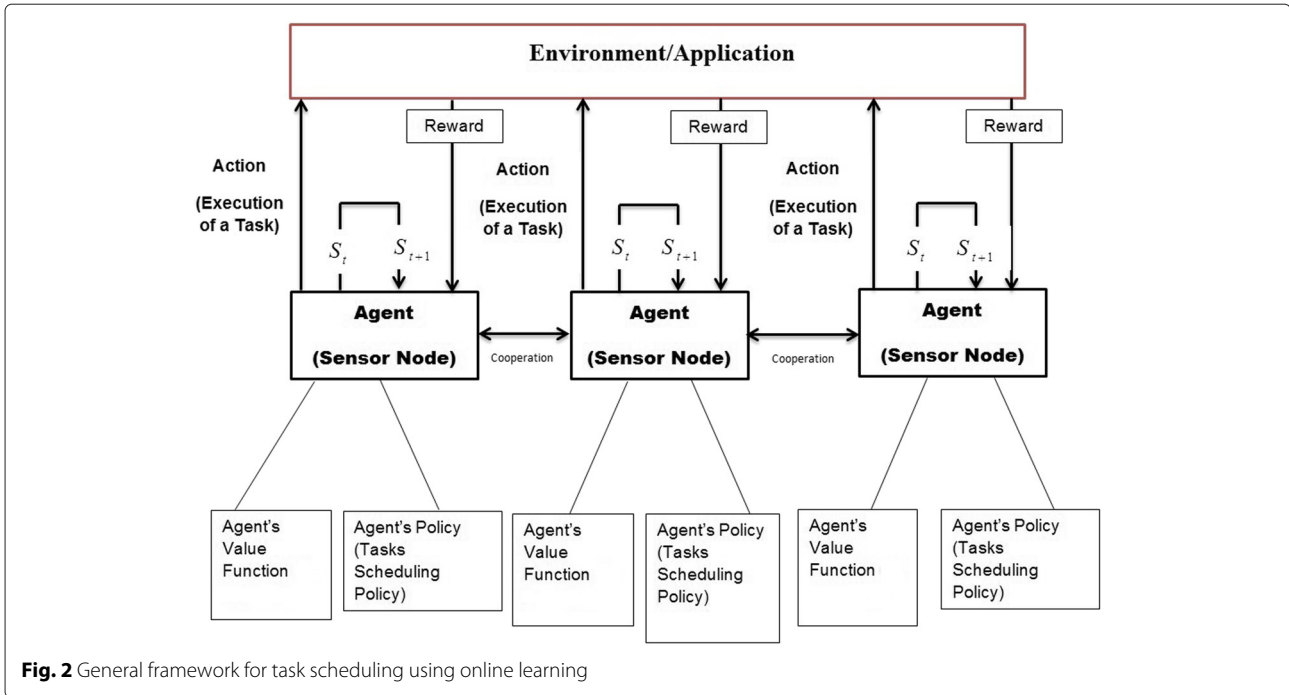 Environment/Application
Reward
Reward
Reward
Action
(Execution
of a Task)
Action
(Execution
of a Task)
Action
(Execution
of a Task)
S_t
S_{t+1}
S_t
S_{t+1}
S_t
S_{t+1}
Agent
(Sensor Node)
Cooperation
Agent
(Sensor Node)
Cooperation
Agent
(Sensor Node)
Agent's
Value
Function
Agent's Policy
(Tasks
Scheduling
Policy)
Agent's
Value
Function
Agent's Policy
(Tasks
Scheduling
Policy)
Agent's
Value
Function
Agent's Policy
(Tasks
Scheduling
Policy)
Fig. 2 General framework for task scheduling using online learning